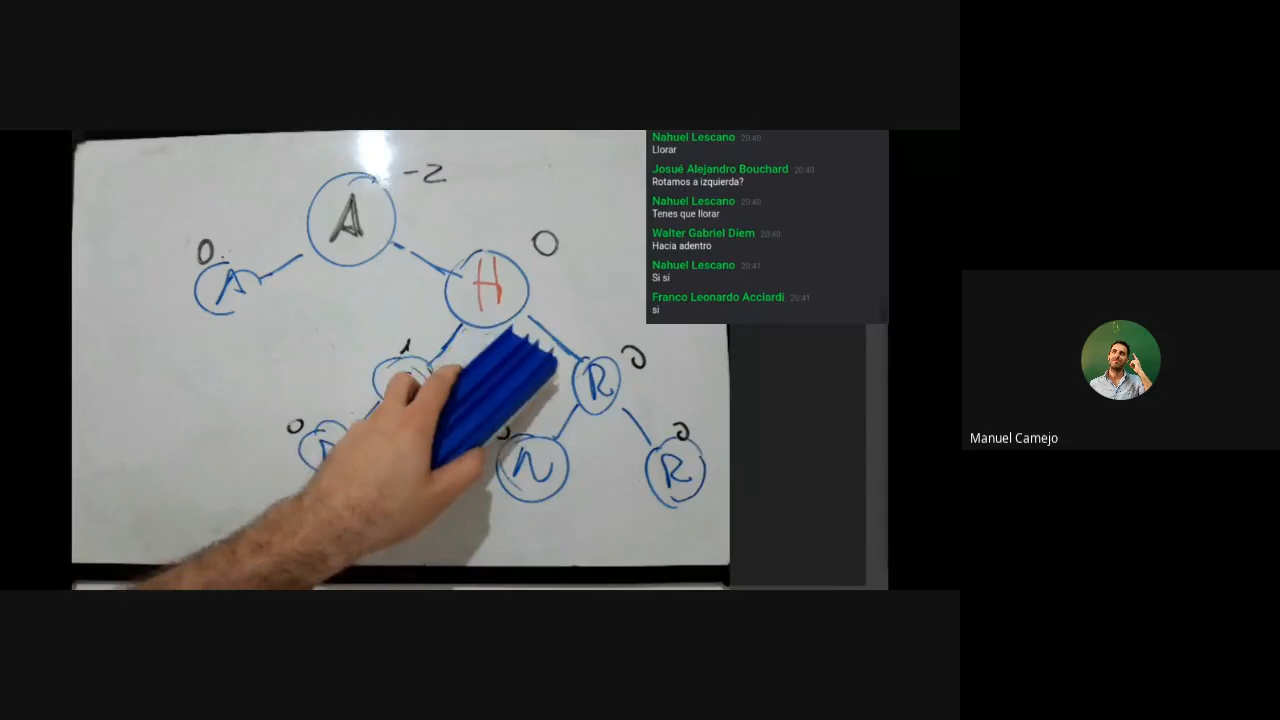 -2
A
0
A
H
0
1
R
0
0
N
R
0
Nahuel Lescano 20:40
Llorar
Josué Alejandro Bouchard 20:40
Rotamos a izquierda?
Nahuel Lescano 20:40
Tenes que llorar
Walter Gabriel Diem 20:40
Hacia adentro
Nahuel Lescano 20:41
Si si
Franco Leonardo Acciardi 20:41
si
Manuel Camejo